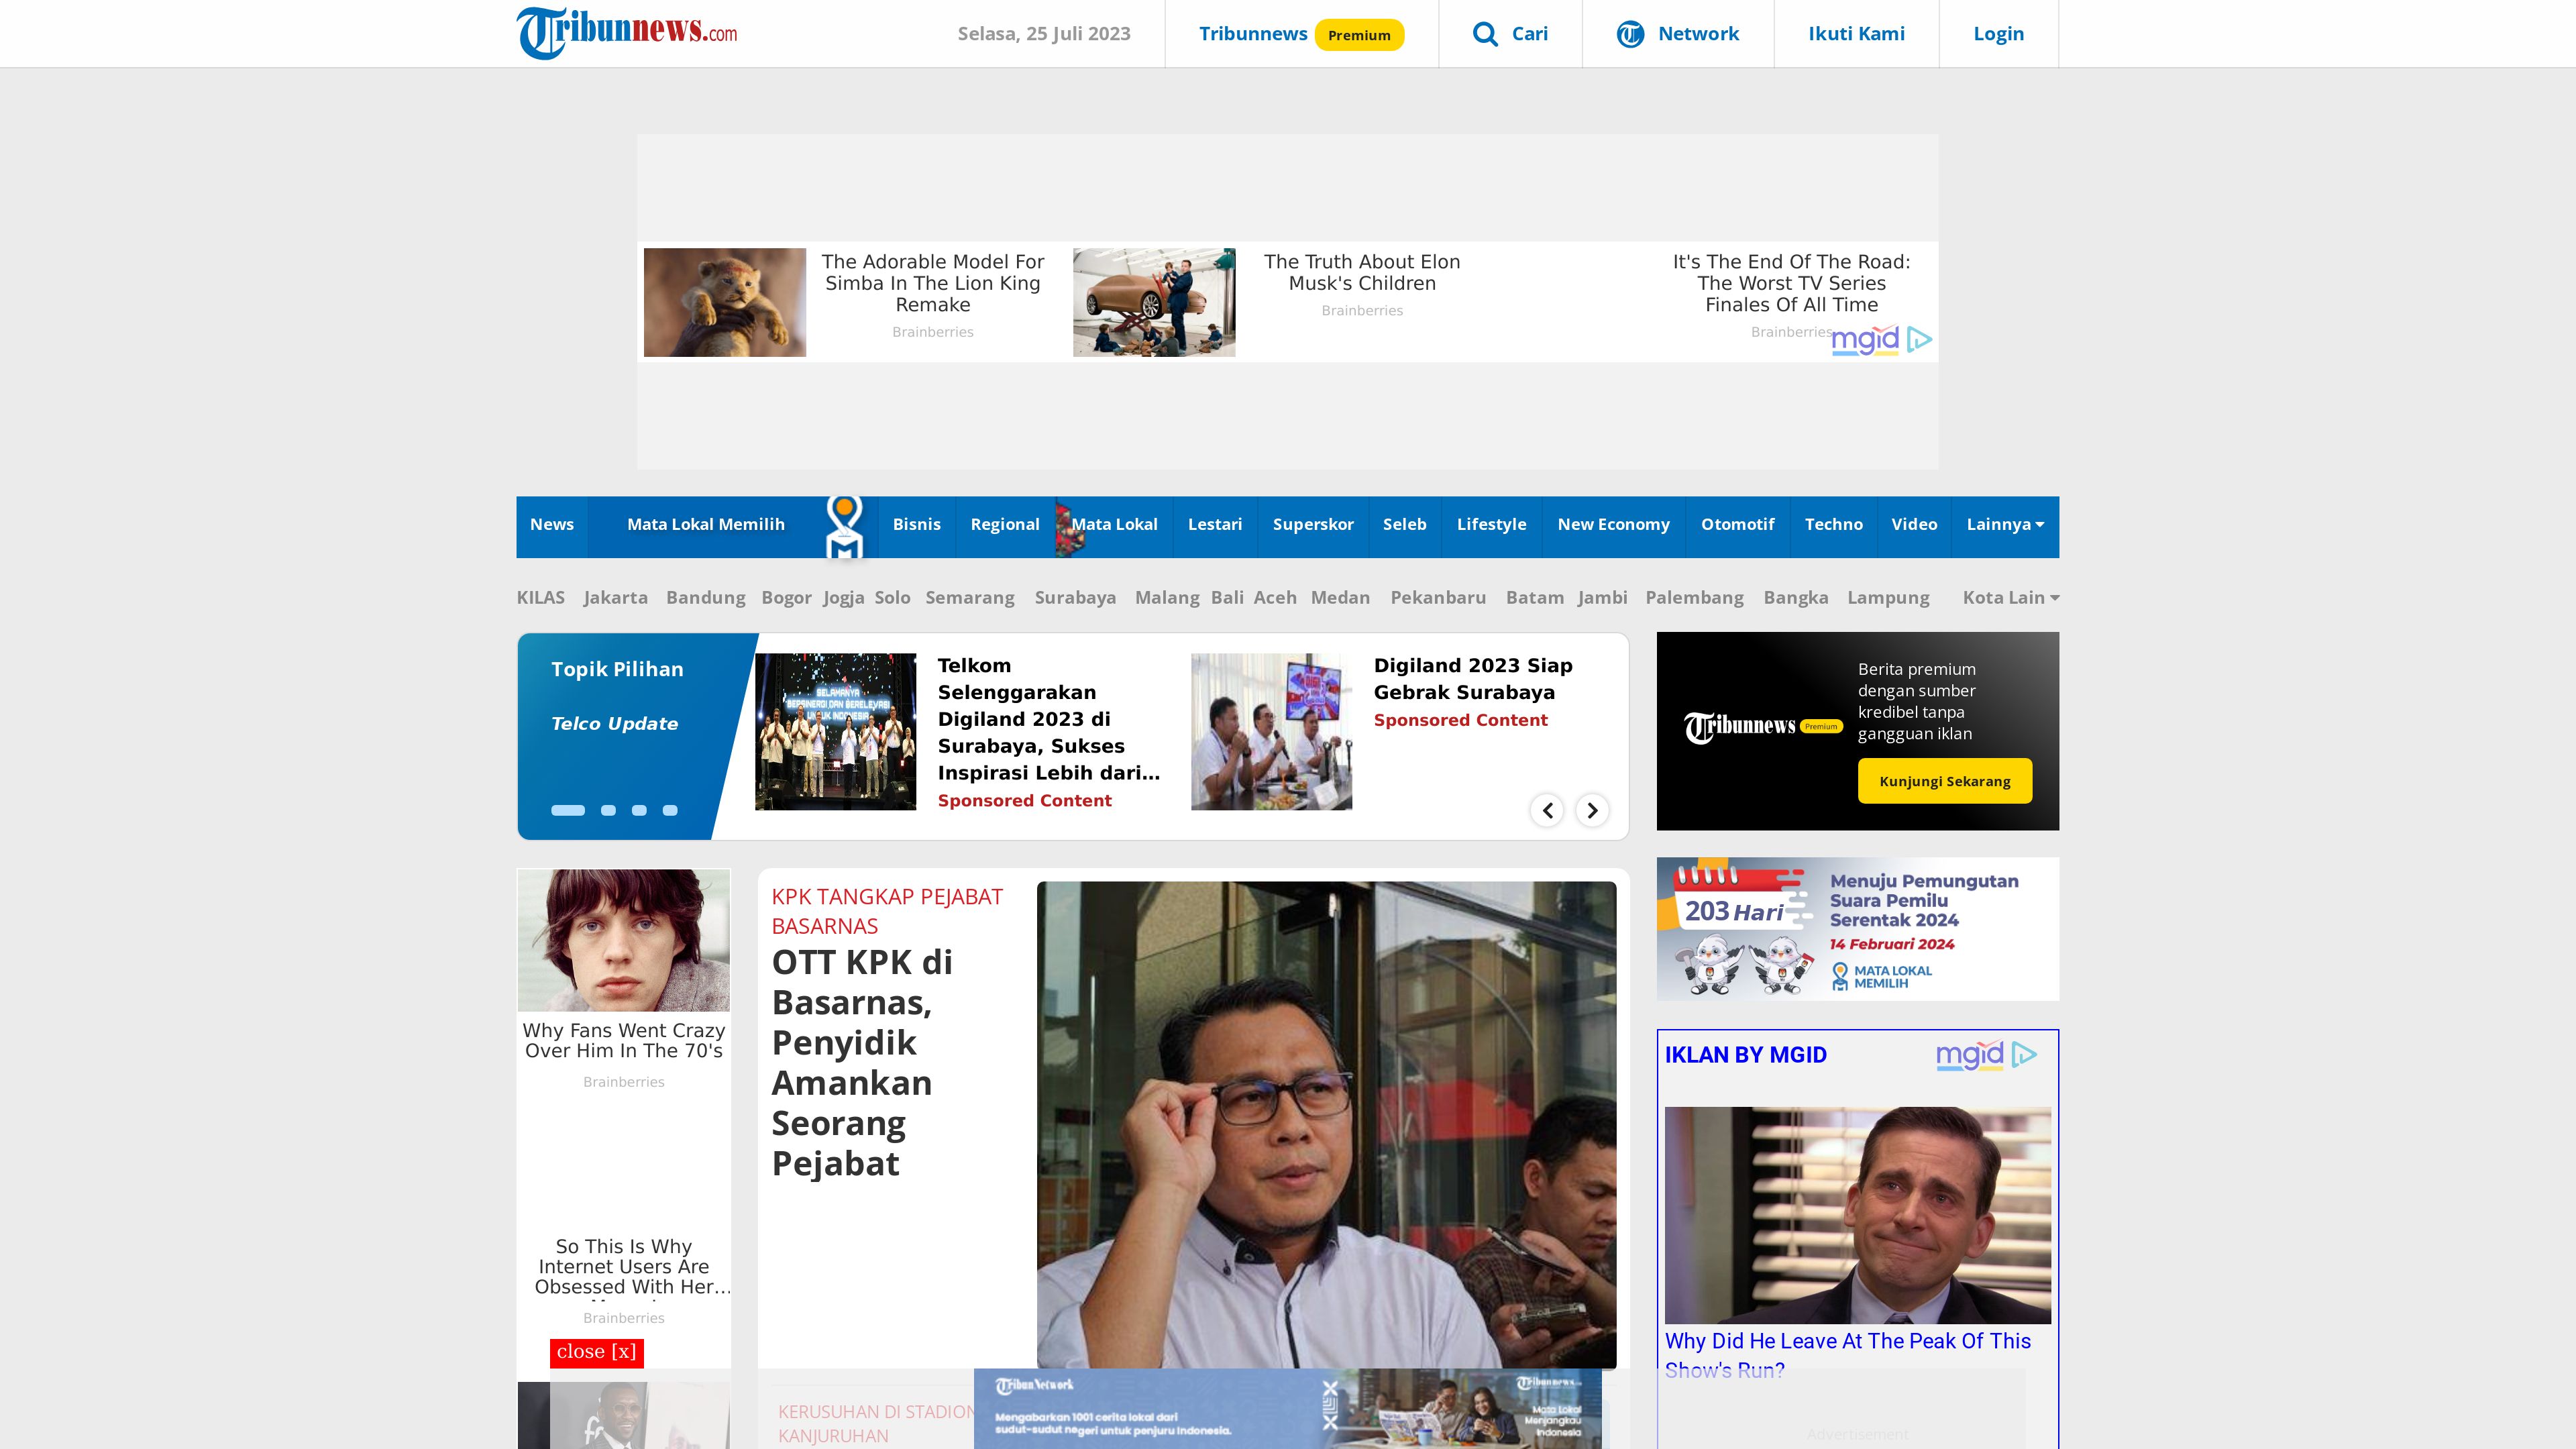 Tribunnews.com
Selasa, 25 Juli 2023
Tribunnews Premium
Cari
Network
Ikuti Kami
Login
The Adorable Model For
Simba In The Lion King
Remake
Brainberries
The Truth About Elon
Musk's Children
Brainberries
It's The End Of The Road:
The Worst TV Series
Finales Of All Time
Brainberries
mgid
News
Mata Lokal Memilih
Bisnis
Regional
Mata Lokal
Lestari
Superskor
Seleb
Lifestyle
New Economy
Otomotif
Techno
Video
Lainnya
KILAS
Jakarta
Bandung
Bogor
Jogja
Solo
Semarang
Surabaya
Malang
Bali
Aceh
Medan
Pekanbaru
Batam
Jambi
Palembang
Bangka
Lampung
Kota Lain
Topik Pilihan
Telco Update
SELAMANYA
BERSINERGI DAN BERELEVASI
UNTUK INDONESIA
Telkom
Selenggarakan
Digiland 2023 di
Surabaya, Sukses
Inspirasi Lebih dari...
Sponsored Content
Digiland 2023 Siap
Gebrak Surabaya
Sponsored Content
Tribunnews Premium
Berita premium
dengan sumber
kredibel tanpa
gangguan iklan
Kunjungi Sekarang
Why Fans Went Crazy
Over Him In The 70's
Brainberries
So This Is Why
Internet Users Are
Obsessed With Her...
Brainberries
close [x]
KPK TANGKAP PEJABAT
BASARNAS
OTT KPK di
Basarnas,
Penyidik
Amankan
Seorang
Pejabat
KERUSUHAN DI STADION
KANJURUHAN
203 Hari
Menuju Pemungutan
Suara Pemilu
Serentak 2024
14 Februari 2024
MATA LOKAL
MEMILIH
IKLAN BY MGID
mgid
Why Did He Leave At The Peak Of This
Show's Run?
Advertisement
TribunNetwork
Mengabarkan 1001 cerita lokal dari
sudut-sudut negeri untuk penjuru Indonesia.
Tribunnews.com
Mata Lokal
Menjangkau
Indonesia